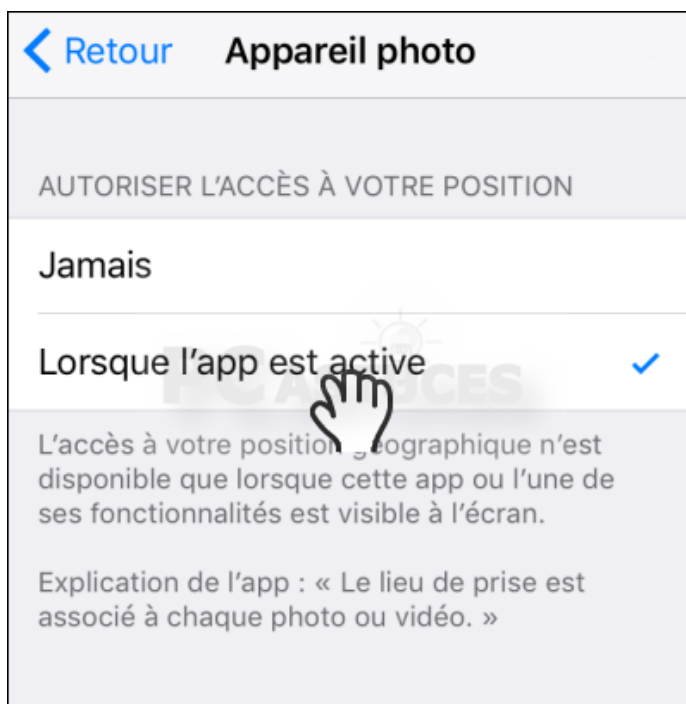 Retour Appareil photo
AUTORISER L'ACCÈS À VOTRE POSITION
Jamais
Lorsque l'app est active
PC ASTUCES
L'accès à votre position géographique n'est
disponible que lorsque cette app ou l'une de
ses fonctionnalités est visible à l'écran.
Explication de l'app : « Le lieu de prise est
associé à chaque photo ou vidéo. »